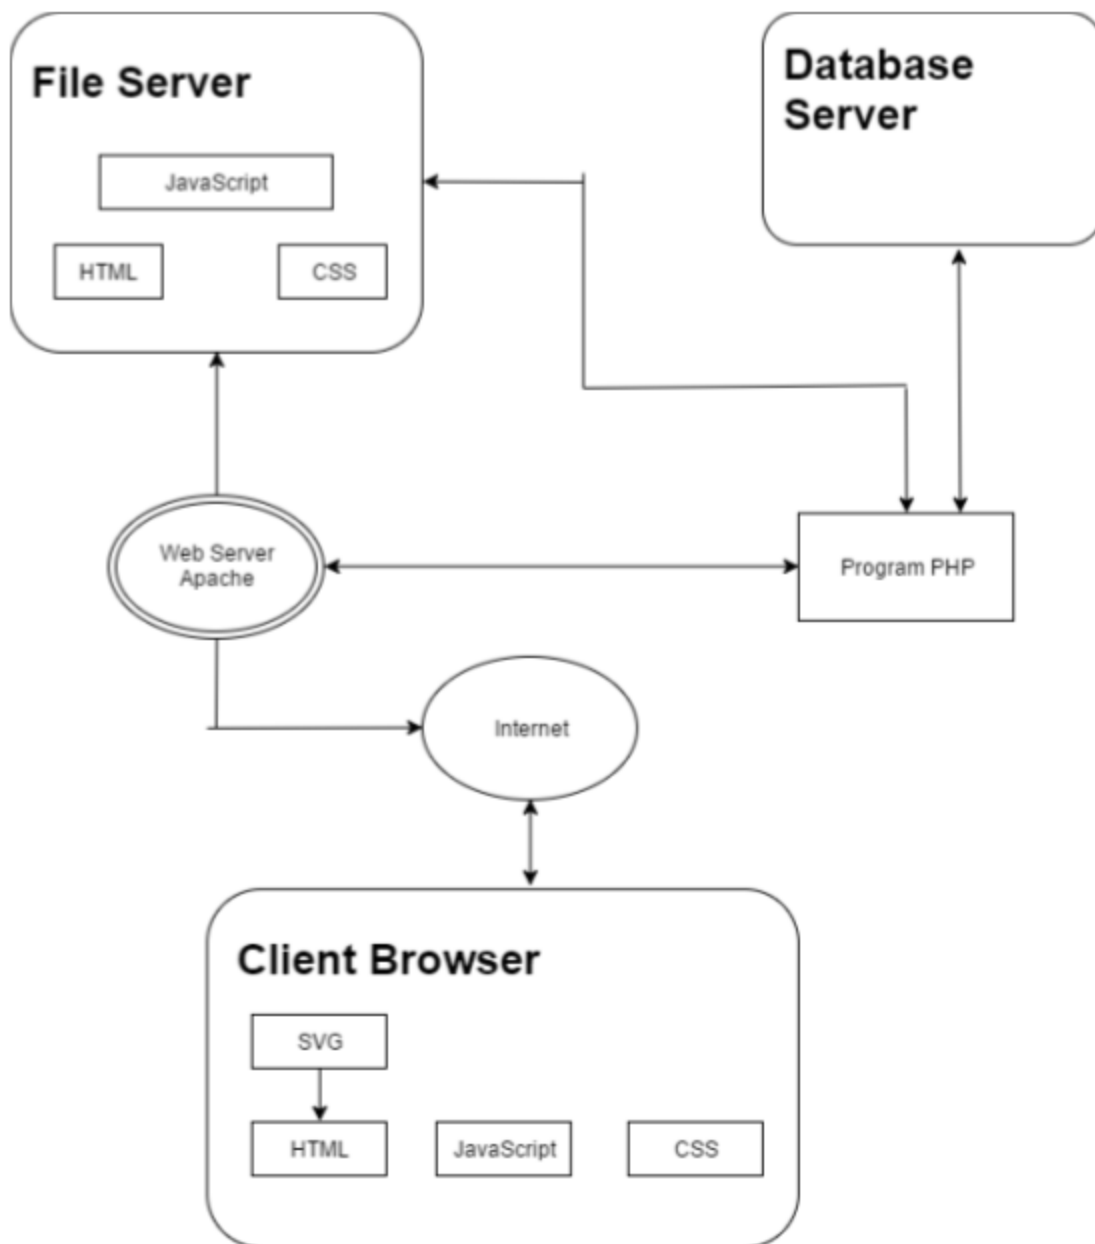 File Server
JavaScript
HTML
CSS
Database
Server
Web Server
Apache
Program PHP
Internet
Client Browser
SVG
HTML
JavaScript
CSS